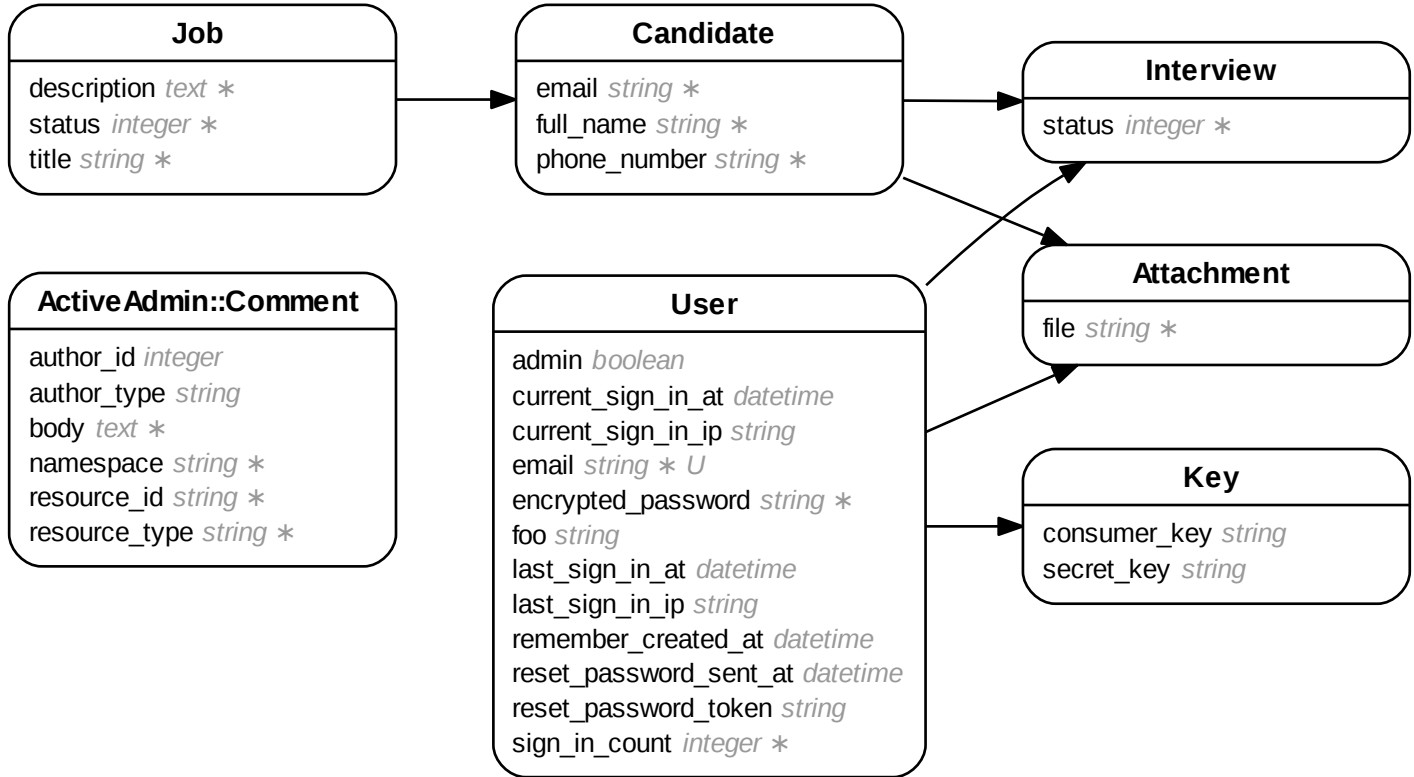 Job
description text ∗
status integer ∗
title string ∗
Candidate
email string ∗
full_name string ∗
phone_number string ∗
Interview
status integer ∗
ActiveAdmin::Comment
author_id integer
author_type string
body text ∗
namespace string ∗
resource_id string ∗
resource_type string ∗
User
admin boolean
current_sign_in_at datetime
current_sign_in_ip string
email string ∗ U
encrypted_password string ∗
foo string
last_sign_in_at datetime
last_sign_in_ip string
remember_created_at datetime
reset_password_sent_at datetime
reset_password_token string
sign_in_count integer ∗
Attachment
file string ∗
Key
consumer_key string
secret_key string